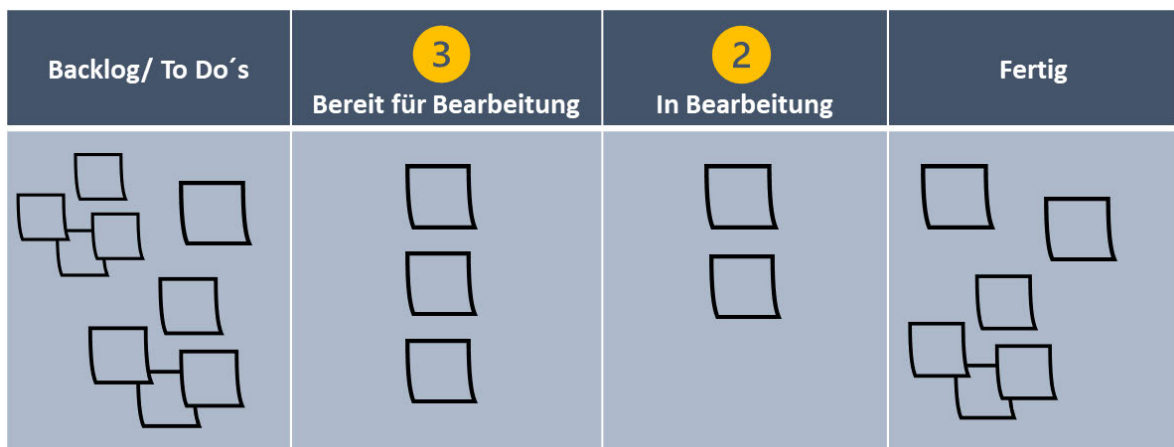 Backlog/ To Do´s
3
Bereit für Bearbeitung
2
In Bearbeitung
Fertig